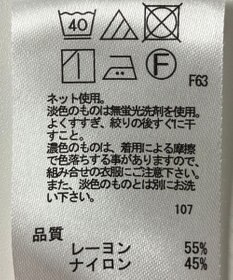 40
F
F63
ネット使用。
淡色のものは無蛍光洗剤を使用。
よくすすぎ、絞りの後すぐに干
すこと。
濃色のものは、着用による摩擦
で色落ちする事がありますので、
組み合せの衣服にご注意下さい。
また、淡色のものとは別にお洗
い下さい。
107
品質
レーヨン 55%
ナイロン 45%